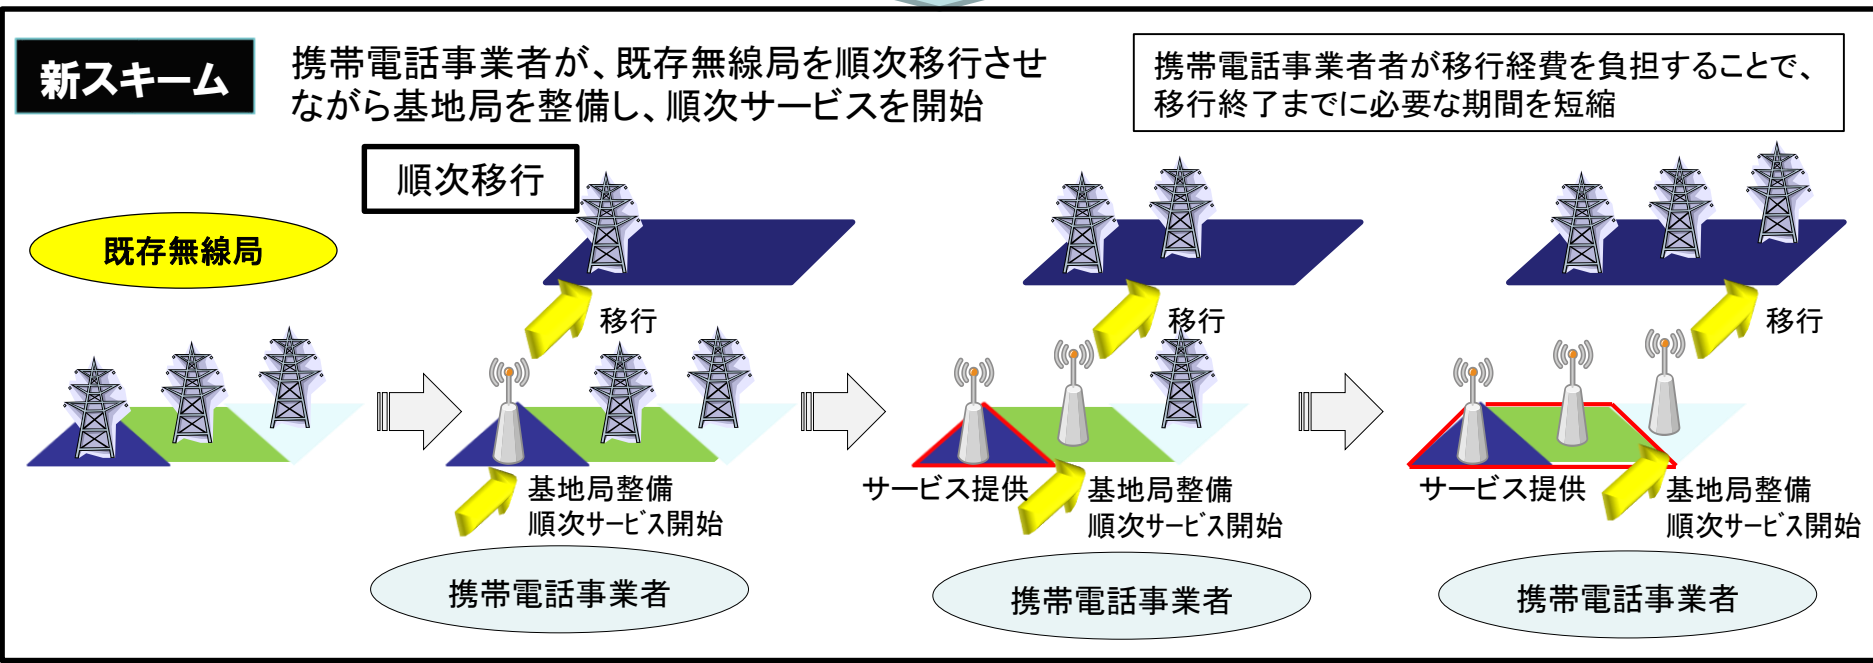 新スキーム
携帯電話事業者が、既存無線局を順次移行させ
ながら基地局を整備し、順次サービスを開始
携帯電話事業者者が移行経費を負担することで、
移行終了までに必要な期間を短縮
順次移行
既存無線局
移行
移行
移行
基地局整備
順次サービス開始
サービス提供
基地局整備
順次サービス開始
サービス提供
基地局整備
順次サービス開始
携帯電話事業者
携帯電話事業者
携帯電話事業者